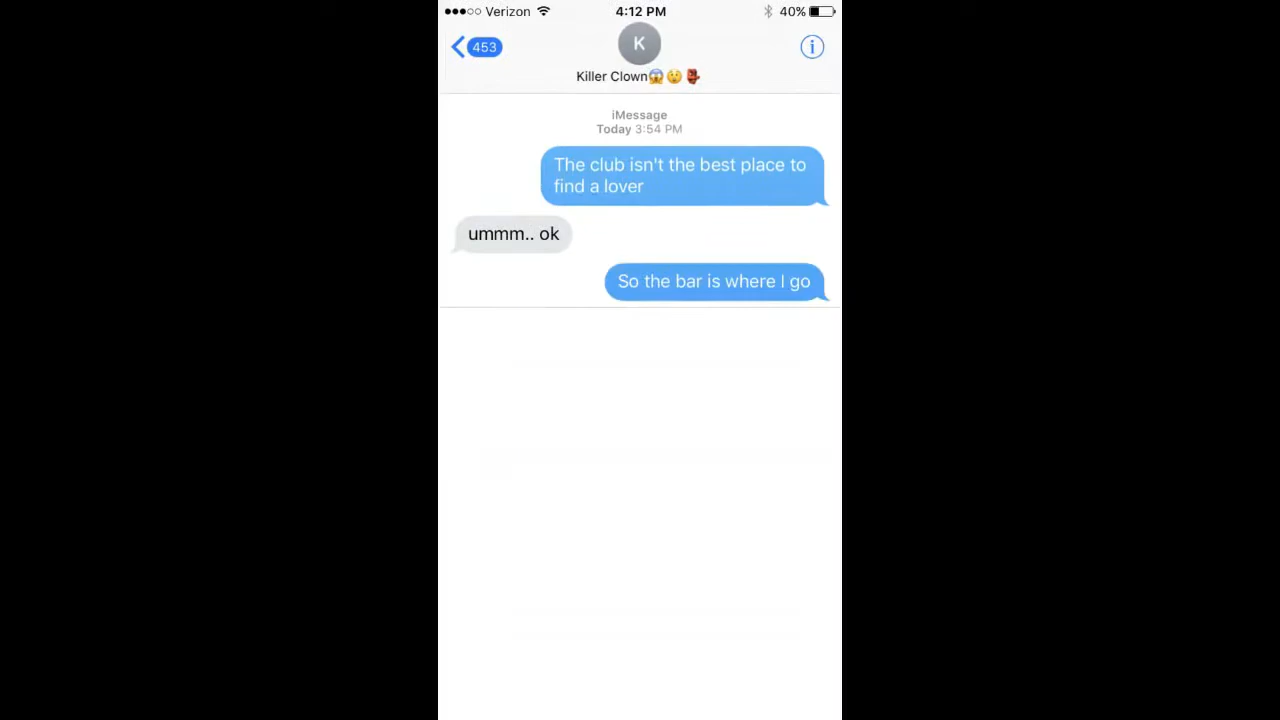 ●●●○○ Verizon 4:12 PM 40%
453
K
i
Killer Clown😱😲👺
iMessage
Today 3:54 PM
The club isn't the best place to
find a lover
ummm.. ok
So the bar is where I go